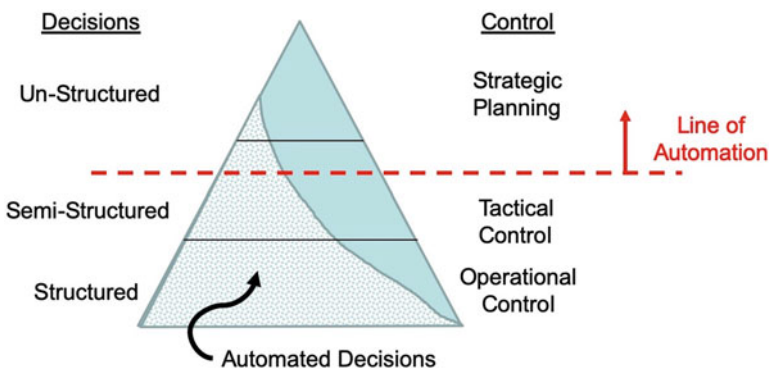 Decisions
Control
Un-Structured
Strategic
Planning
Line of
Automation
Semi-Structured
Tactical
Control
Structured
Operational
Control
Automated Decisions